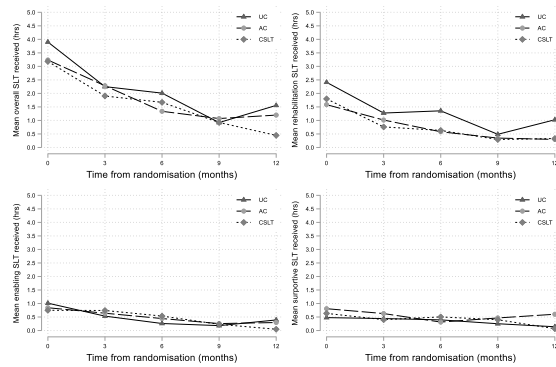 Mean overall SLT received (hrs)
5.0
4.5
4.0
3.5
3.0
2.5
2.0
1.5
1.0
0.5
0.0
UC
AC
CSLT
0 3 6 9 12
Time from randomisation (months)
Mean rehabilitation SLT received (hrs)
5.0
4.5
4.0
3.5
3.0
2.5
2.0
1.5
1.0
0.5
0.0
UC
AC
CSLT
0 3 6 9 12
Time from randomisation (months)
Mean enabling SLT received (hrs)
5.0
4.5
4.0
3.5
3.0
2.5
2.0
1.5
1.0
0.5
0.0
UC
AC
CSLT
0 3 6 9 12
Time from randomisation (months)
Mean supportive SLT received (hrs)
5.0
4.5
4.0
3.5
3.0
2.5
2.0
1.5
1.0
0.5
0.0
UC
AC
CSLT
0 3 6 9 12
Time from randomisation (months)